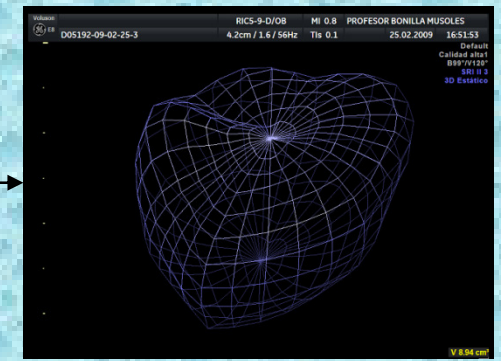 Voluson
E8
RIC5-9-D/OB MI 0.8 PROFESOR BONILLA MUSOLES
D05192-09-02-25-3 4.2cm / 1.6 / 56Hz TIs 0.1 25.02.2009 16:51:53
Default
Calidad alta1
B99°/V120°
SRI II 3
3D Estático
V 8.94 cm³